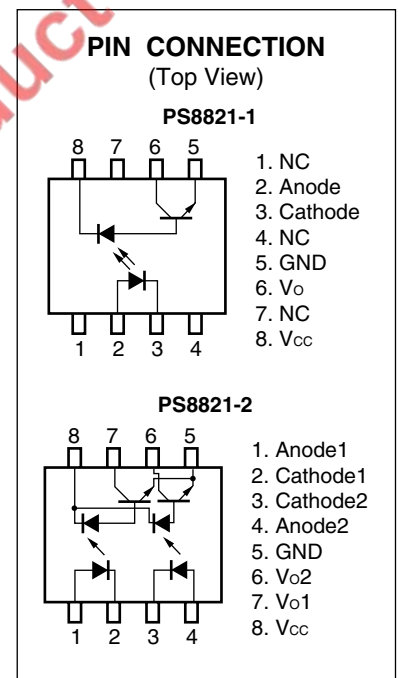 PIN CONNECTION
(Top View)
PS8821-1
8 7 6 5
1. NC
2. Anode
3. Cathode
4. NC
5. GND
6. Vo
7. NC
8. Vcc
1 2 3 4
PS8821-2
8 7 6 5
1. Anode1
2. Cathode1
3. Cathode2
4. Anode2
5. GND
6. Vo2
7. Vo1
8. Vcc
1 2 3 4